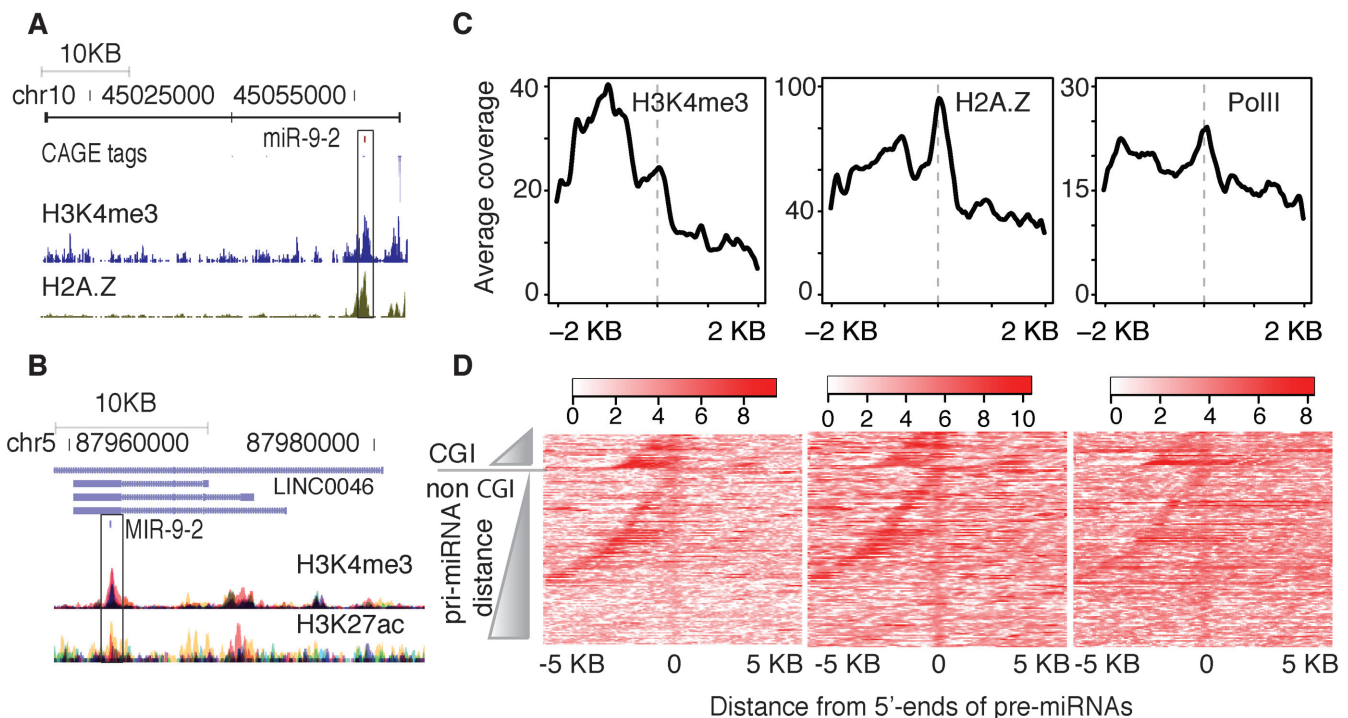 A
10KB
chr10 45025000 45055000
miR-9-2
CAGE tags
H3K4me3
H2A.Z
B
10KB
chr5 87960000 87980000
LINC0046
MIR-9-2
H3K4me3
H3K27ac
C
Average coverage
40
20
0
H3K4me3
−2 KB 2 KB
100
40
0
H2A.Z
−2 KB 2 KB
30
15
0
PolII
−2 KB 2 KB
D
0 2 4 6 8
0 2 4 6 8 10
0 2 4 6 8
CGI
non CGI
pri-miRNA
distance
-5 KB 0 5 KB
-5 KB 0 5 KB
-5 KB 0 5 KB
Distance from 5'-ends of pre-miRNAs